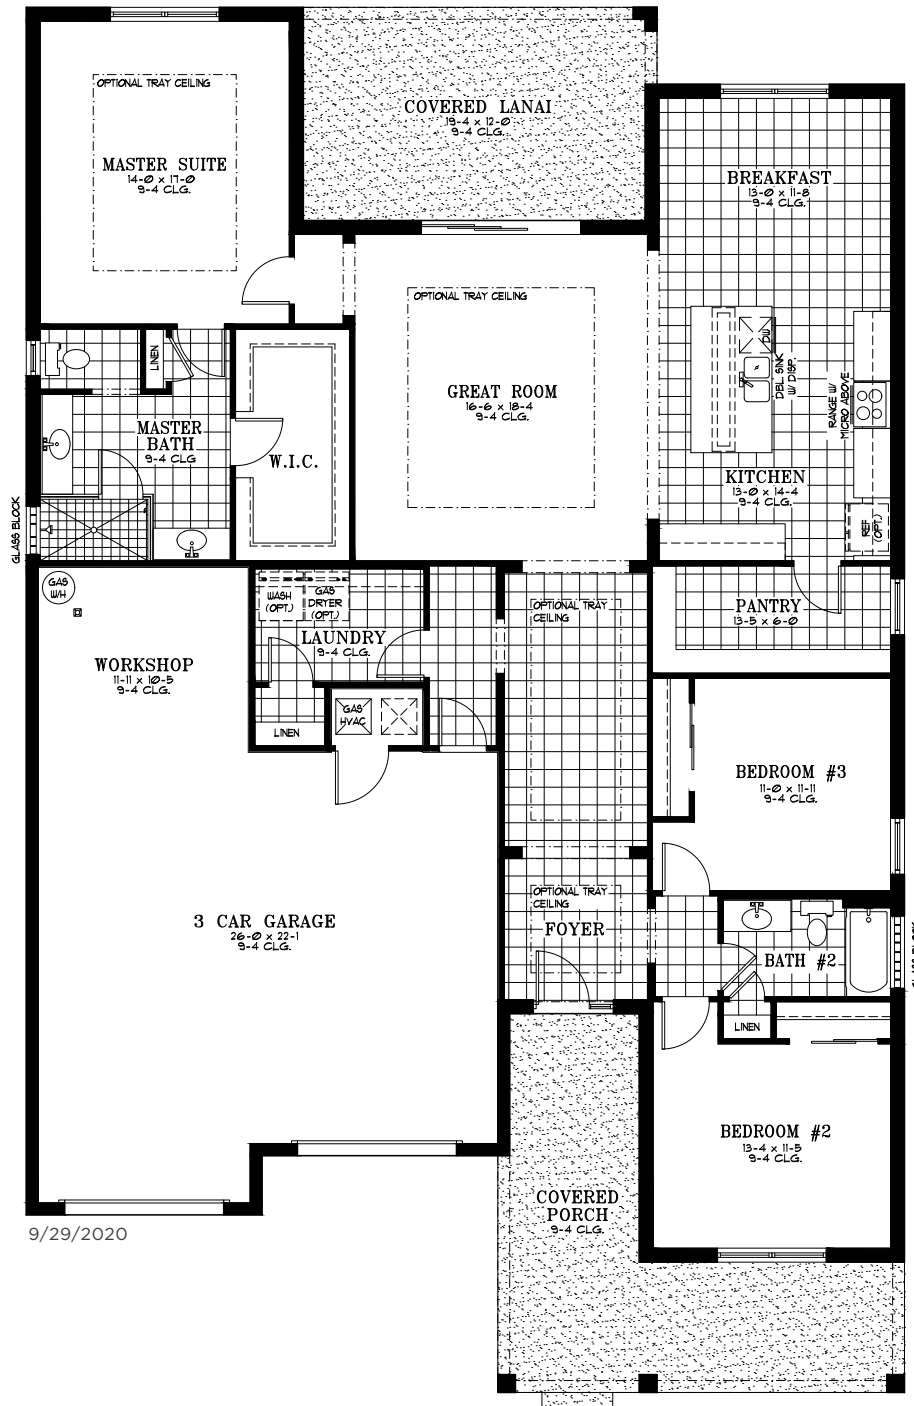 COVERED LANAI
19-4 x 12-0
9-4 CLG.
OPTIONAL TRAY CEILING
MASTER SUITE
14-0 x 17-0
9-4 CLG.
BREAKFAST
13-0 x 11-8
9-4 CLG.
OPTIONAL TRAY CEILING
GREAT ROOM
16-6 x 18-4
9-4 CLG.
DW
DBL. SINK
W/ DISP.
RANGE W/
MICRO ABOVE
KITCHEN
13-0 x 14-4
9-4 CLG.
REF
(OPT.)
LINEN
MASTER
BATH
9-4 CLG
W.I.C.
GLASS BLOCK
GAS
W/H
WORKSHOP
11-11 x 10-5
9-4 CLG.
WASH
(OPT.)
GAS
DRYER
(OPT.)
LAUNDRY
9-4 CLG.
LINEN
GAS
HVAC
OPTIONAL TRAY
CEILING
PANTRY
13-5 x 6-0
BEDROOM #3
11-0 x 11-11
9-4 CLG.
3 CAR GARAGE
26-0 x 22-1
9-4 CLG.
OPTIONAL TRAY
CEILING
FOYER
BATH #2
LINEN
BEDROOM #2
13-4 x 11-5
9-4 CLG.
COVERED
PORCH
9-4 CLG.
9/29/2020